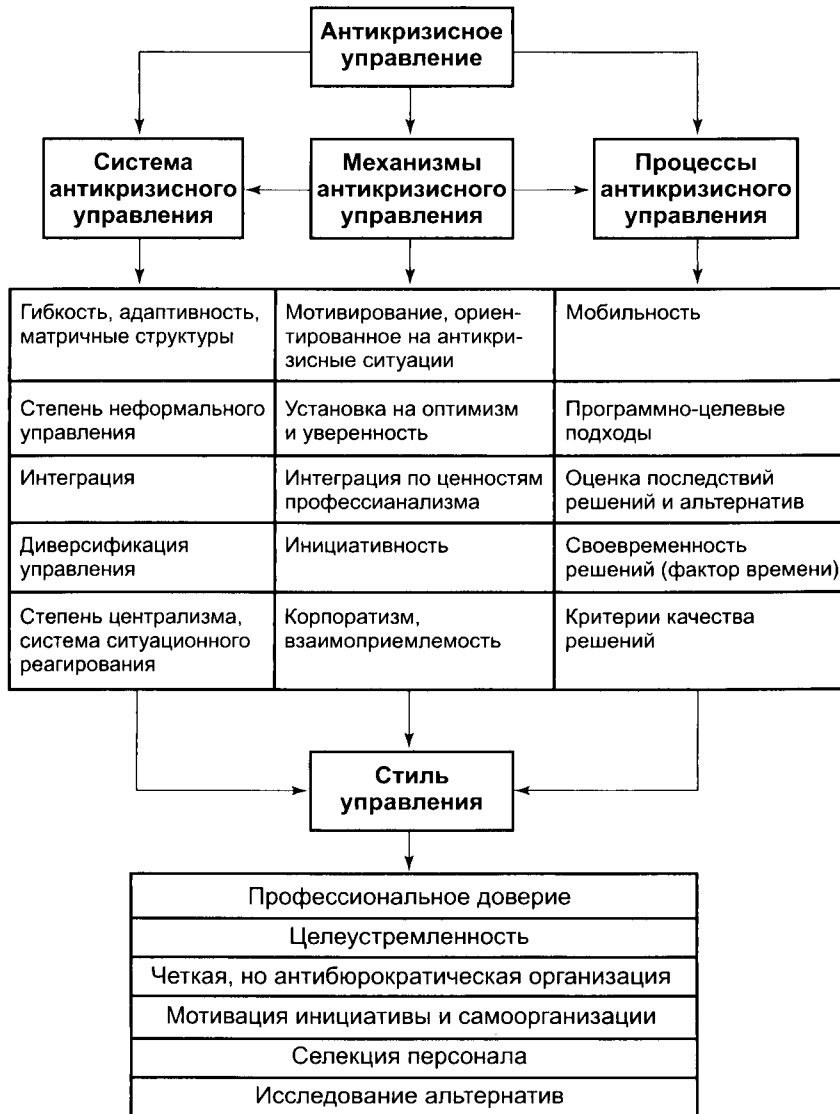 Антикризисное
управление
Система
антикризисного
управления
Механизмы
антикризисного
управления
Процессы
антикризисного
управления
Гибкость, адаптивность,
матричные структуры
Мотивирование, ориен-
тированное на антикри-
зисные ситуации
Мобильность
Степень неформального
управления
Установка на оптимизм
и уверенность
Программно-целевые
подходы
Интеграция
Интеграция по ценностям
профессианализма
Оценка последствий
решений и альтернатив
Диверсификация
управления
Инициативность
Своевременность
решений (фактор времени)
Степень централизма,
система ситуационного
реагирования
Корпоратизм,
взаимоприемлемость
Критерии качества
решений
Стиль
управления
Профессиональное доверие
Целеустремленность
Четкая, но антибюрократическая организация
Мотивация инициативы и самоорганизации
Селекция персонала
Исследование альтернатив